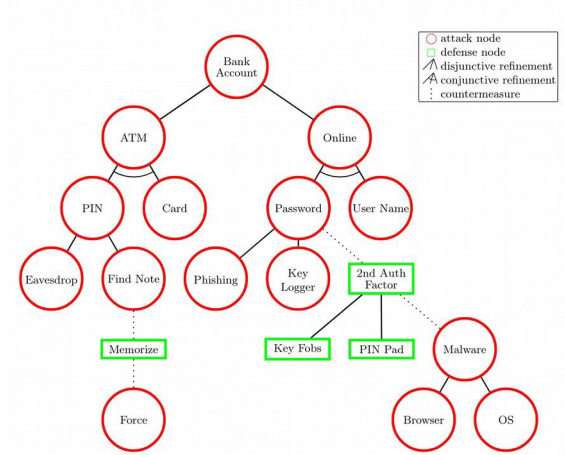 attack node
defense node
disjunctive refinement
conjunctive refinement
countermeasure
Bank
Account
ATM
Online
PIN
Card
Password
User Name
Eavesdrop
Find Note
Phishing
Key
Logger
2nd Auth
Factor
Memorize
Key Fobs
PIN Pad
Malware
Force
Browser
OS